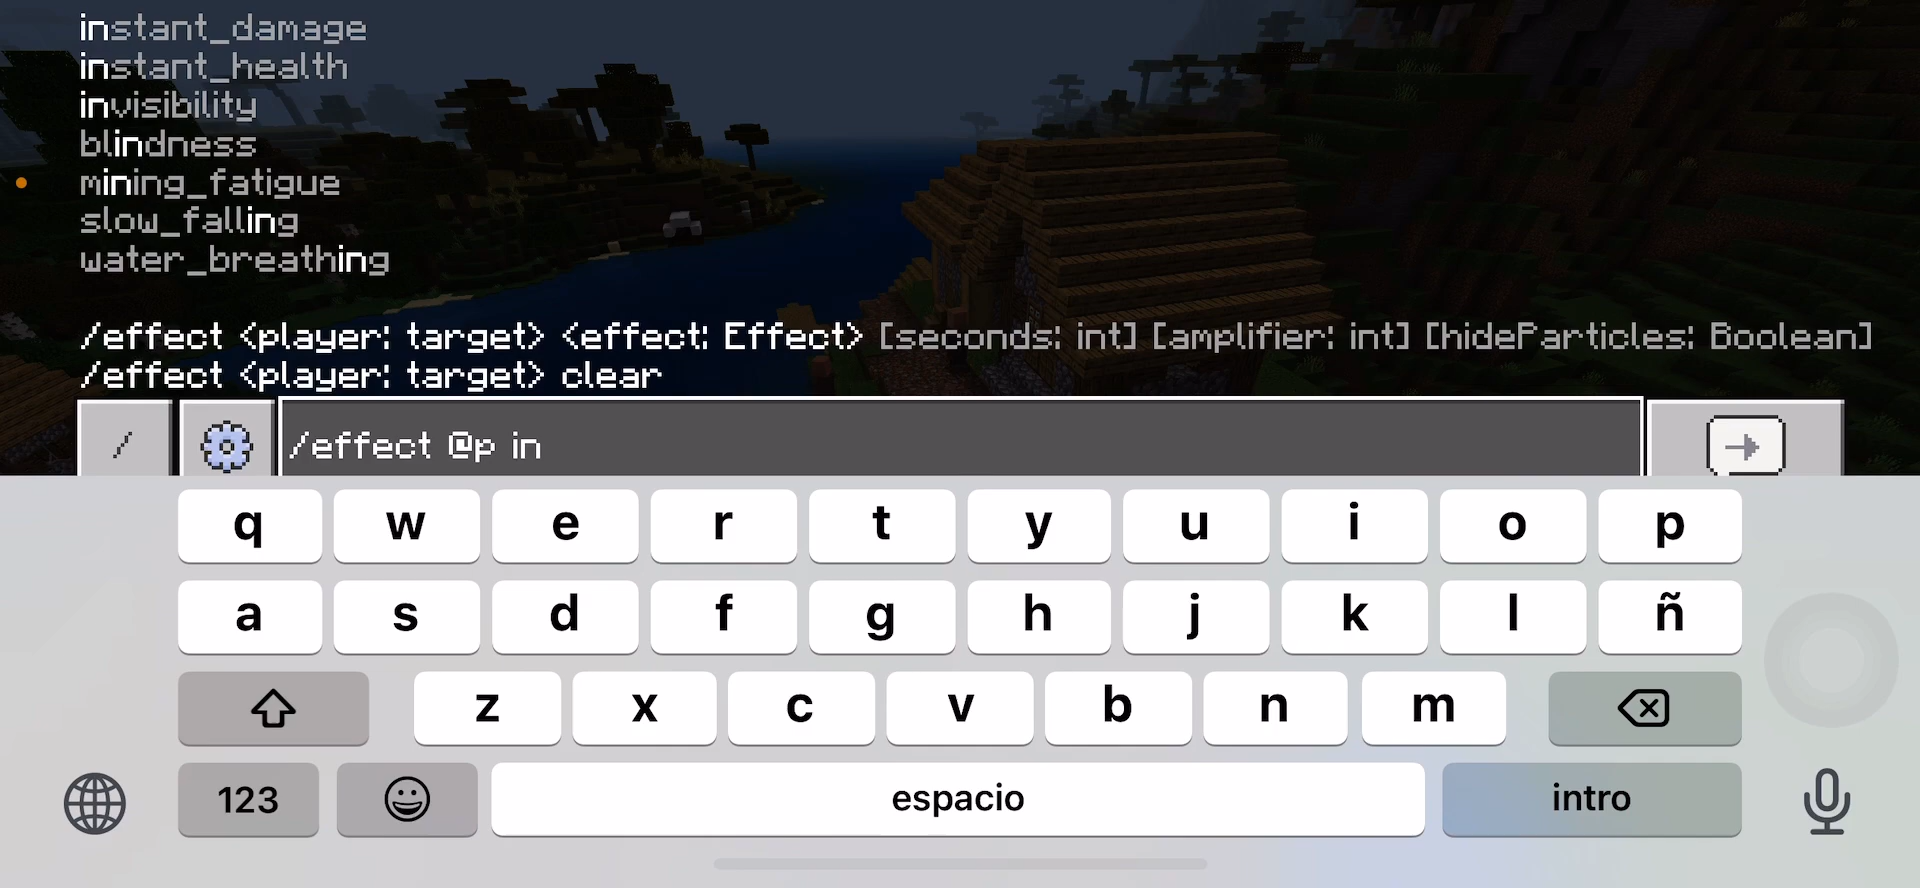 instant_damage
instant_health
invisibility
blindness
mining_fatigue
slow_falling
water_breathing
/effect <player: target> <effect: Effect> [seconds: int] [amplifier: int] [hideParticles: Boolean]
/effect <player: target> clear
/ /effect @p in
q w e r t y u i o p
a s d f g h j k l ñ
z x c v b n m
123 espacio intro